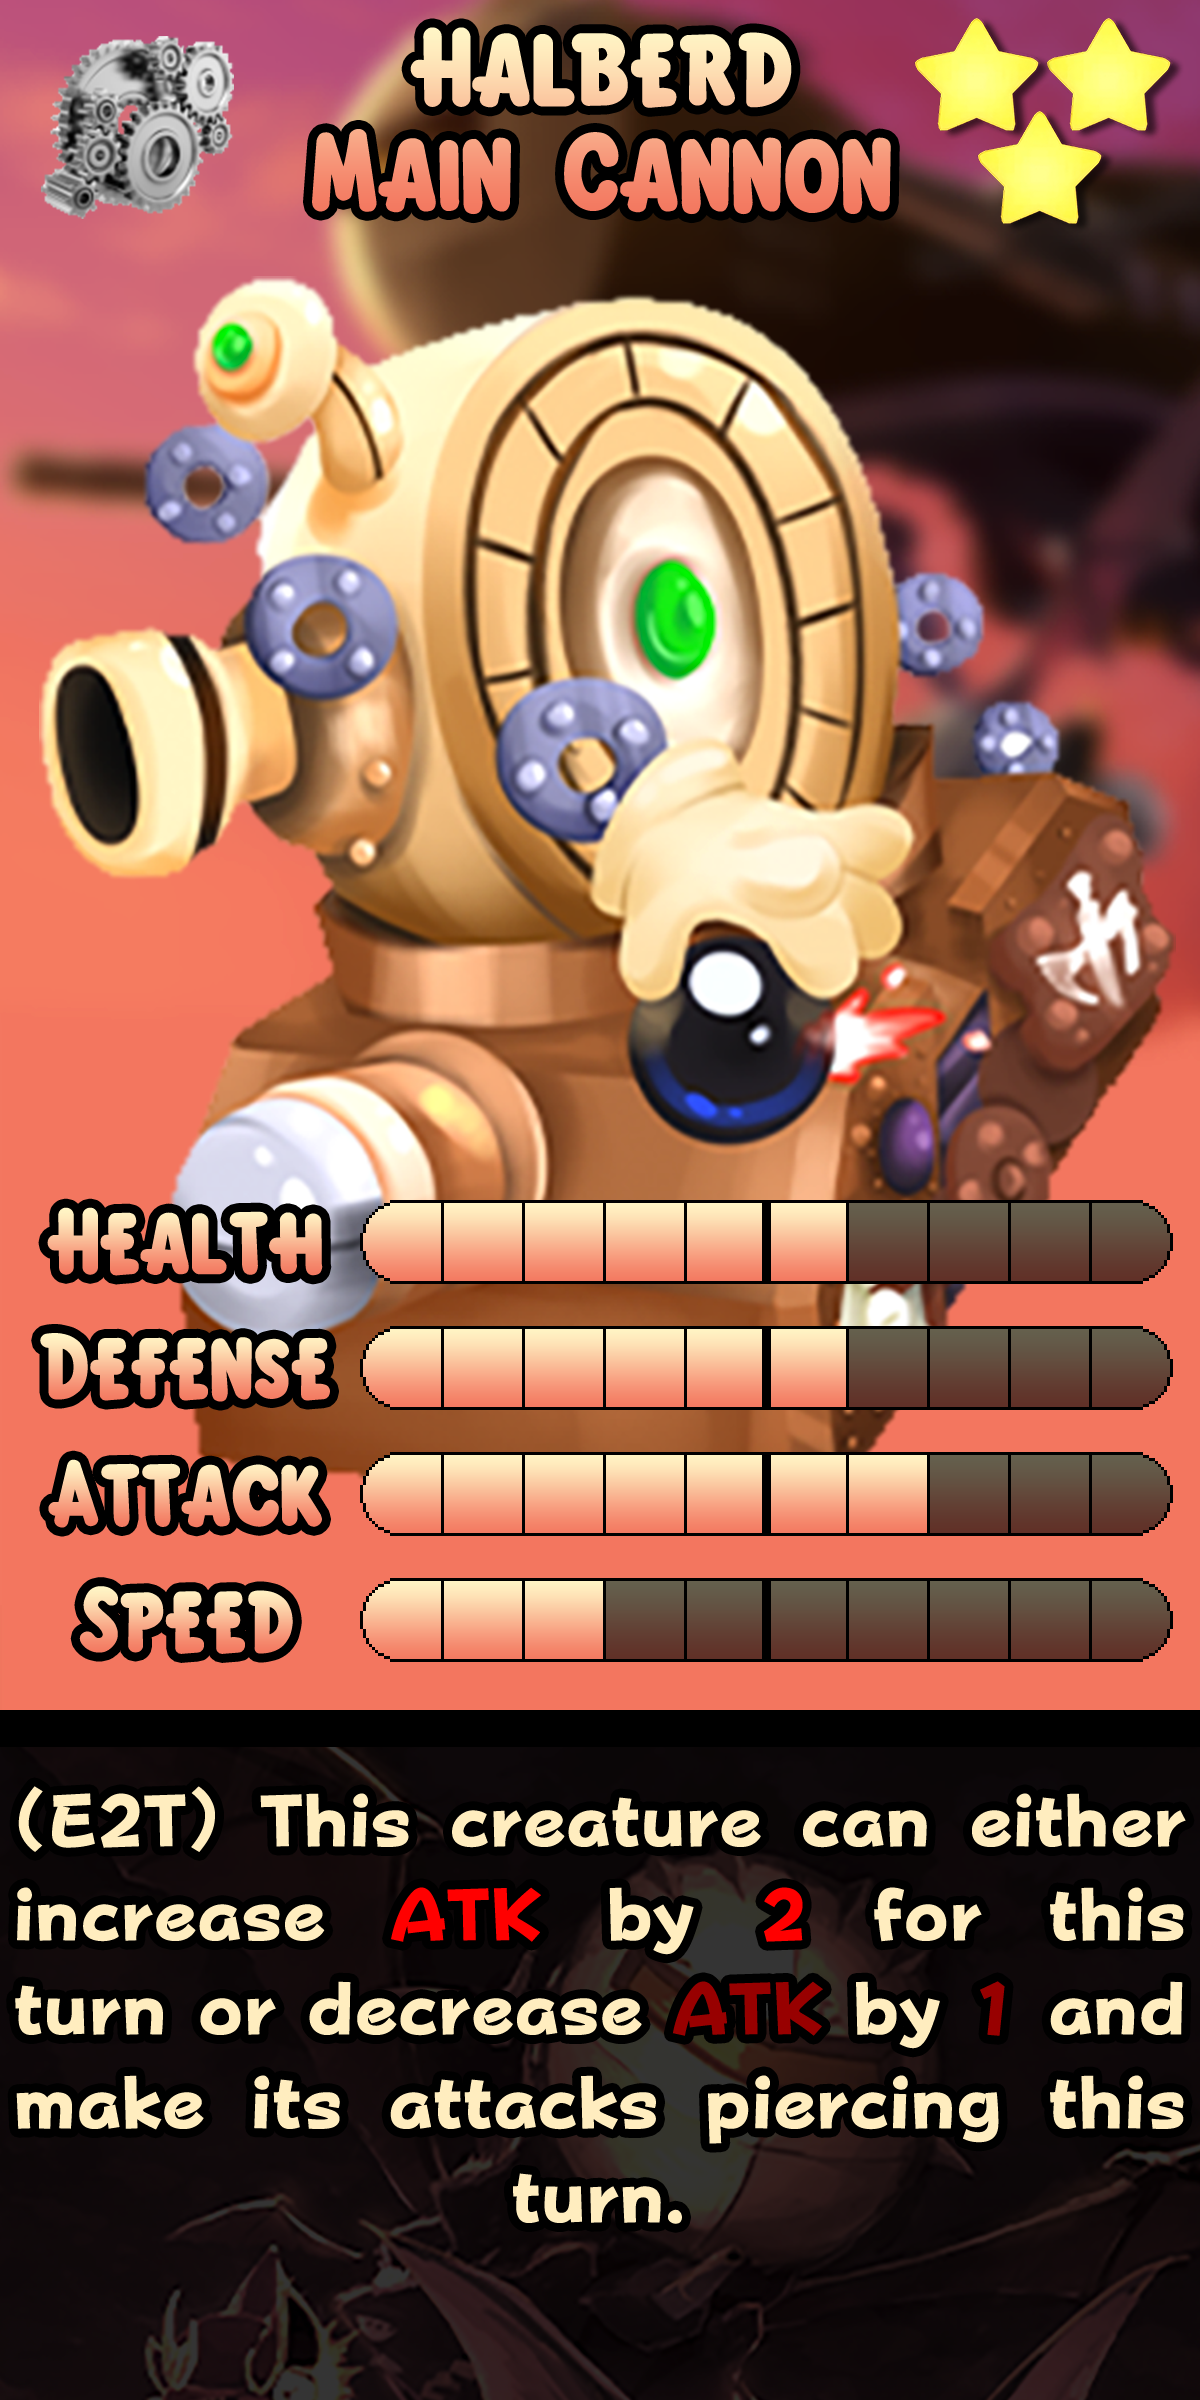 HALBERD
MAIN CANNON
HEALTH
DEFENSE
ATTACK
SPEED
(E2T) This creature can either
increase ATK by 2 for this
turn or decrease ATK by 1 and
make its attacks piercing this
turn.